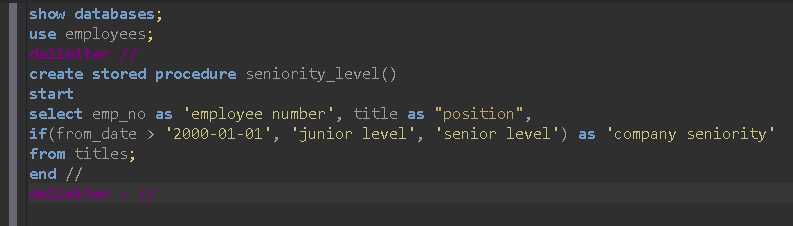 show databases;
use employees;
delimiter //
create stored procedure seniority_level()
start
select emp_no as 'employee number', title as "position",
if(from_date > '2000-01-01', 'junior level', 'senior level') as 'company seniority'
from titles;
end //
delimiter ; //